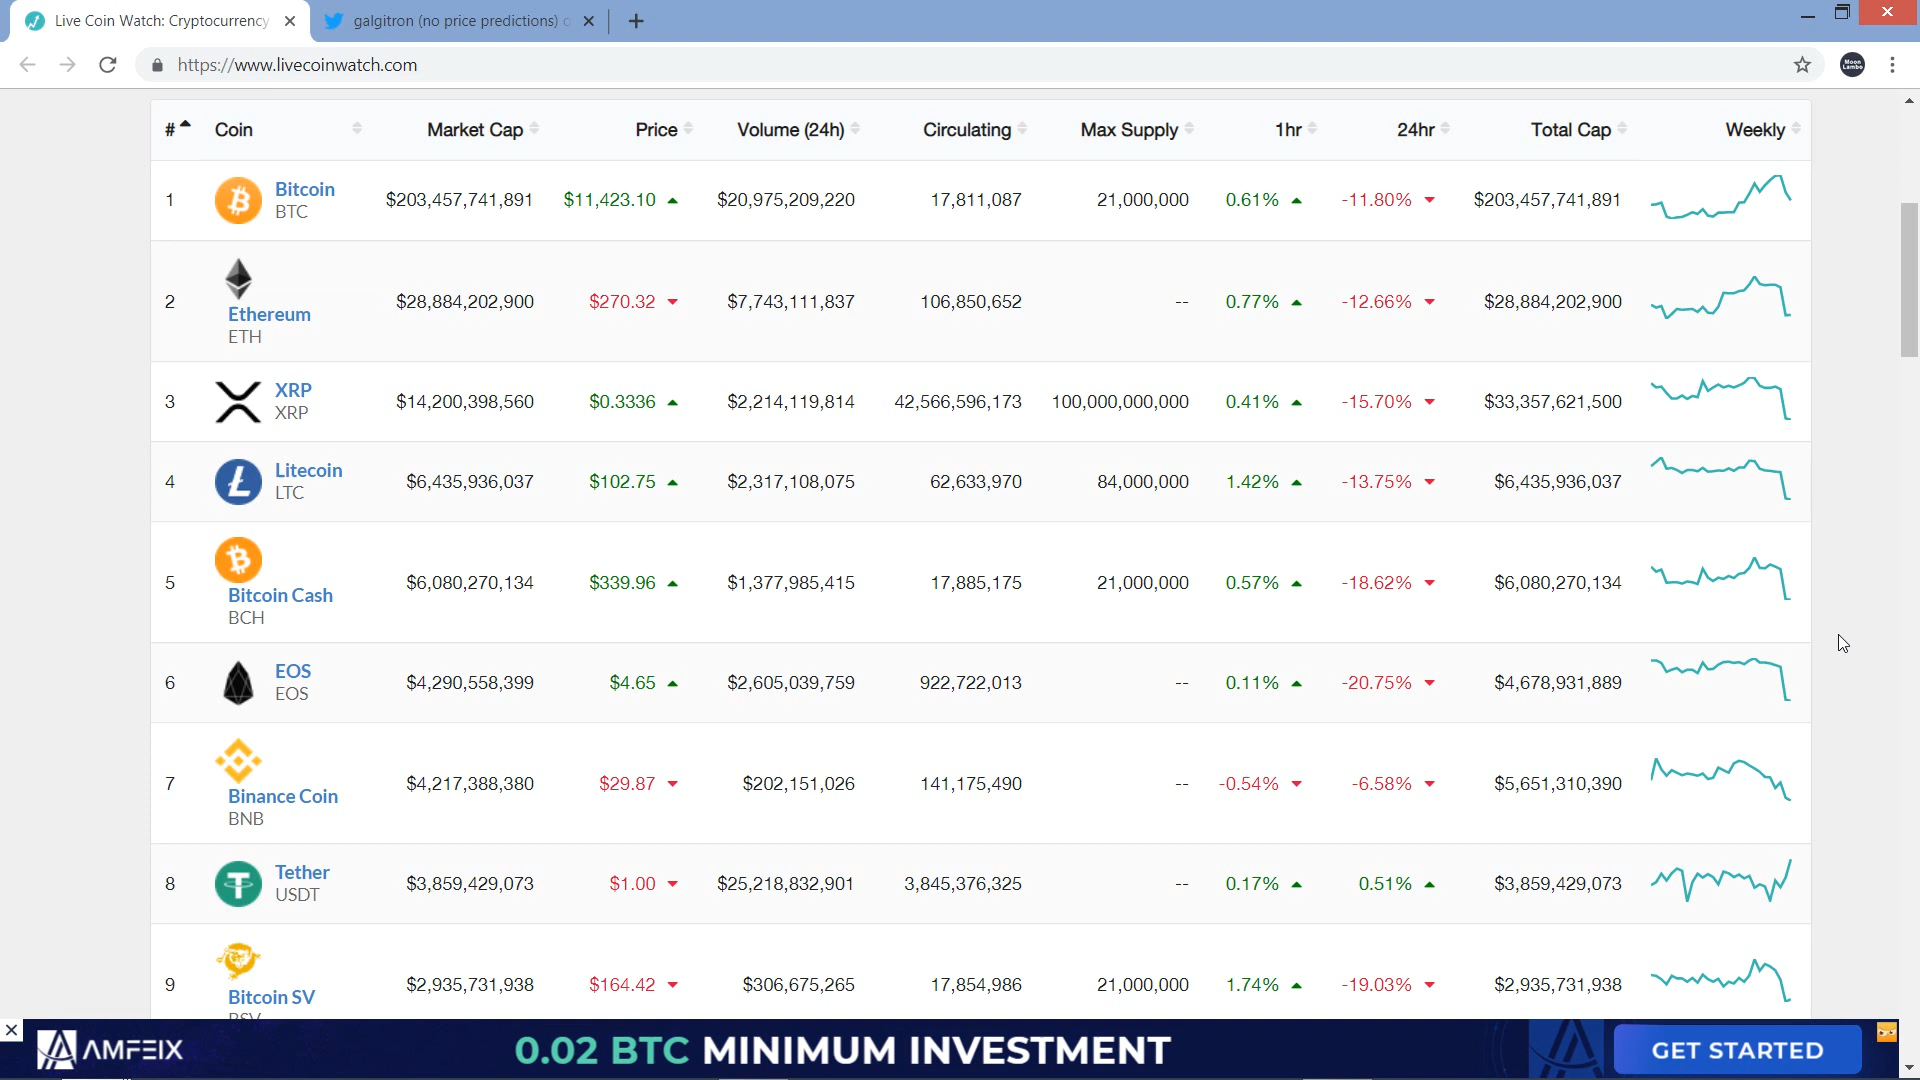 Live Coin Watch: Cryptocurrency
galgitron (no price predictions)
https://www.livecoinwatch.com
Moon Lambo
# Coin Market Cap Price Volume (24h) Circulating Max Supply 1hr 24hr Total Cap Weekly
1 Bitcoin BTC $203,457,741,891 $11,423.10 $20,975,209,220 17,811,087 21,000,000 0.61% -11.80% $203,457,741,891
2 Ethereum ETH $28,884,202,900 $270.32 $7,743,111,837 106,850,652 -- 0.77% -12.66% $28,884,202,900
3 XRP XRP $14,200,398,560 $0.3336 $2,214,119,814 42,566,596,173 100,000,000,000 0.41% -15.70% $33,357,621,500
4 Litecoin LTC $6,435,936,037 $102.75 $2,317,108,075 62,633,970 84,000,000 1.42% -13.75% $6,435,936,037
5 Bitcoin Cash BCH $6,080,270,134 $339.96 $1,377,985,415 17,885,175 21,000,000 0.57% -18.62% $6,080,270,134
6 EOS EOS $4,290,558,399 $4.65 $2,605,039,759 922,722,013 -- 0.11% -20.75% $4,678,931,889
7 Binance Coin BNB $4,217,388,380 $29.87 $202,151,026 141,175,490 -- -0.54% -6.58% $5,651,310,390
8 Tether USDT $3,859,429,073 $1.00 $25,218,832,901 3,845,376,325 -- 0.17% 0.51% $3,859,429,073
9 Bitcoin SV BSV $2,935,731,938 $164.42 $306,675,265 17,854,986 21,000,000 1.74% -19.03% $2,935,731,938
AMFEIX 0.02 BTC MINIMUM INVESTMENT GET STARTED